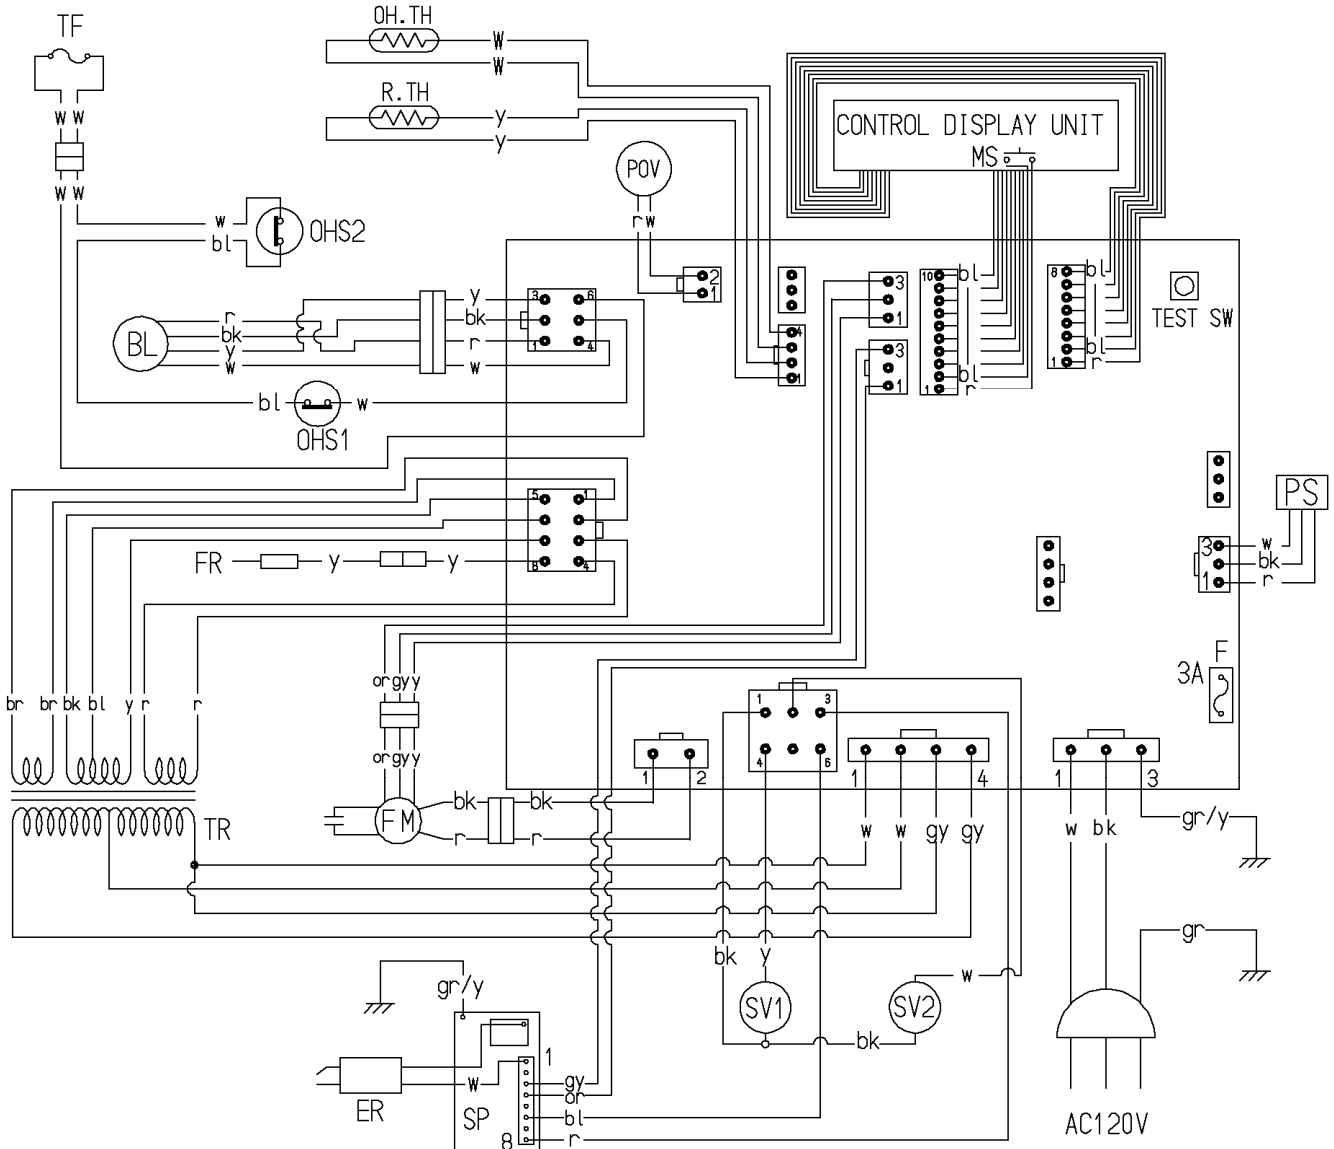 TF
OH.TH
W
W
R.TH
y
y
W W
W W
CONTROL DISPLAY UNIT
MS
POV
r w
w
bl
OHS2
2
1
4
1
3
1
3
1
10
bl
bl
1
r
8
bl
bl
1
r
TEST SW
BL
r
bk
y
w
y
bk
r
w
3
6
1
4
bl
w
OHS1
5
1
8
4
FR
y
y
PS
3
1
w
bk
r
F
3A
br
br
bk
bl
y
r
r
or gy y
or gy y
TR
FM
bk
bk
r
r
1
2
1
3
4
6
1
4
1
3
w
w
gy
gy
w
bk
gr/y
gr
bk
y
w
SV1
SV2
bk
gr/y
ER
w
SP
1
8
gy
or
bl
r
AC120V